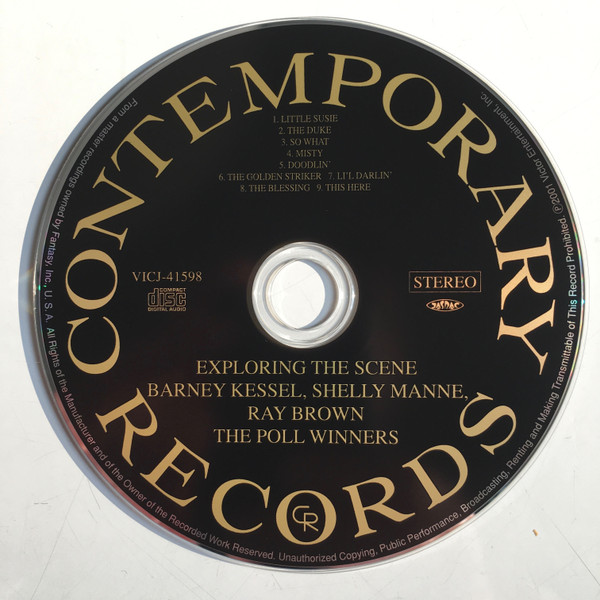 CONTEMPORARY
1. LITTLE SUSIE
2. THE DUKE
3. SO WHAT
4. MISTY
5. DOODLIN'
6. THE GOLDEN STRIKER 7. LI'L DARLIN'
8. THE BLESSING 9. THIS HERE
VICJ-41598
COMPACT
disc
DIGITAL AUDIO
STEREO
JASRAC
EXPLORING THE SCENE
BARNEY KESSEL, SHELLY MANNE,
RAY BROWN
THE POLL WINNERS
RECORDS
CR
From a master recordings owned by Fantasy, Inc., U. S. A. All Rights of the Manufacturer and of the Owner of the Recorded Work Reserved. Unauthorized Copying, Public Performance, Broadcasting, Renting and Making Transmittable of This Record Prohibited. ℗2001 Victor Entertainment, Inc.